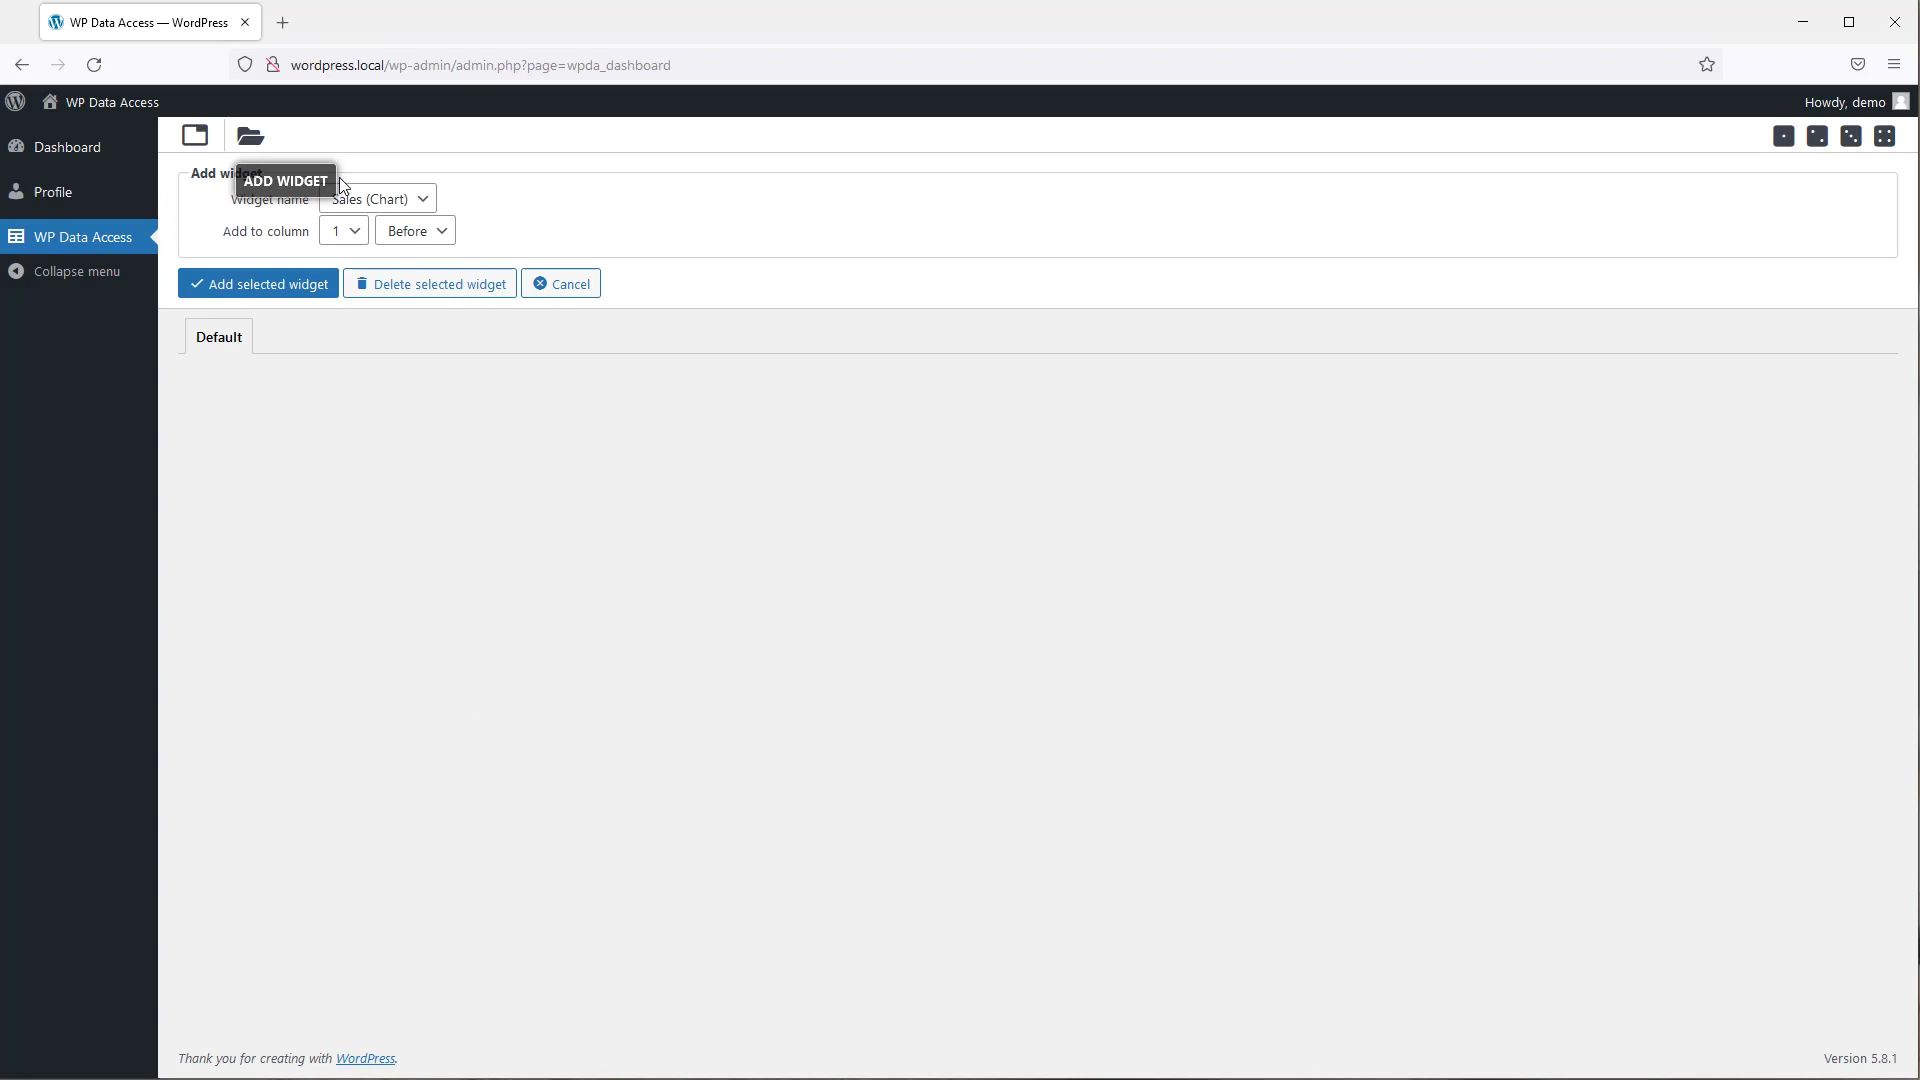 WP Data Access — WordPress
wordpress.local/wp-admin/admin.php?page=wpda_dashboard
WP Data Access
Howdy, demo
Dashboard
Profile
WP Data Access
Collapse menu
Add widget
ADD WIDGET
Widget name
Sales (Chart)
Add to column
1
Before
Add selected widget
Delete selected widget
Cancel
Default
Thank you for creating with WordPress.
Version 5.8.1